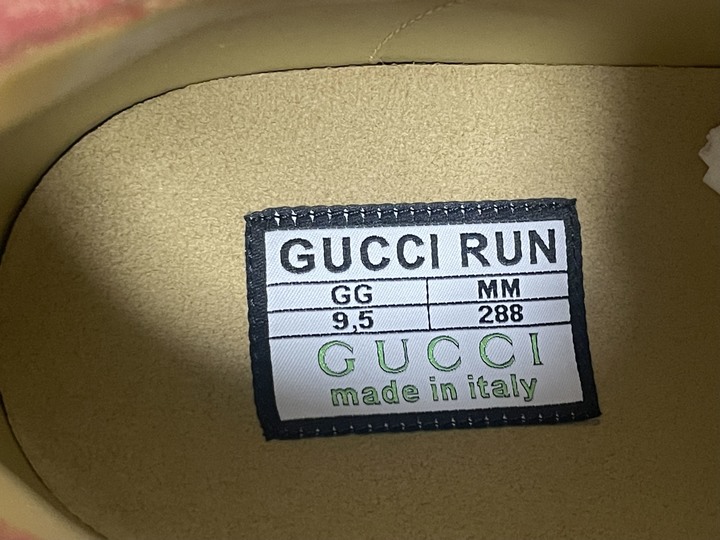 GUCCI RUN
GG MM
9,5 288
GUCCI
made in italy